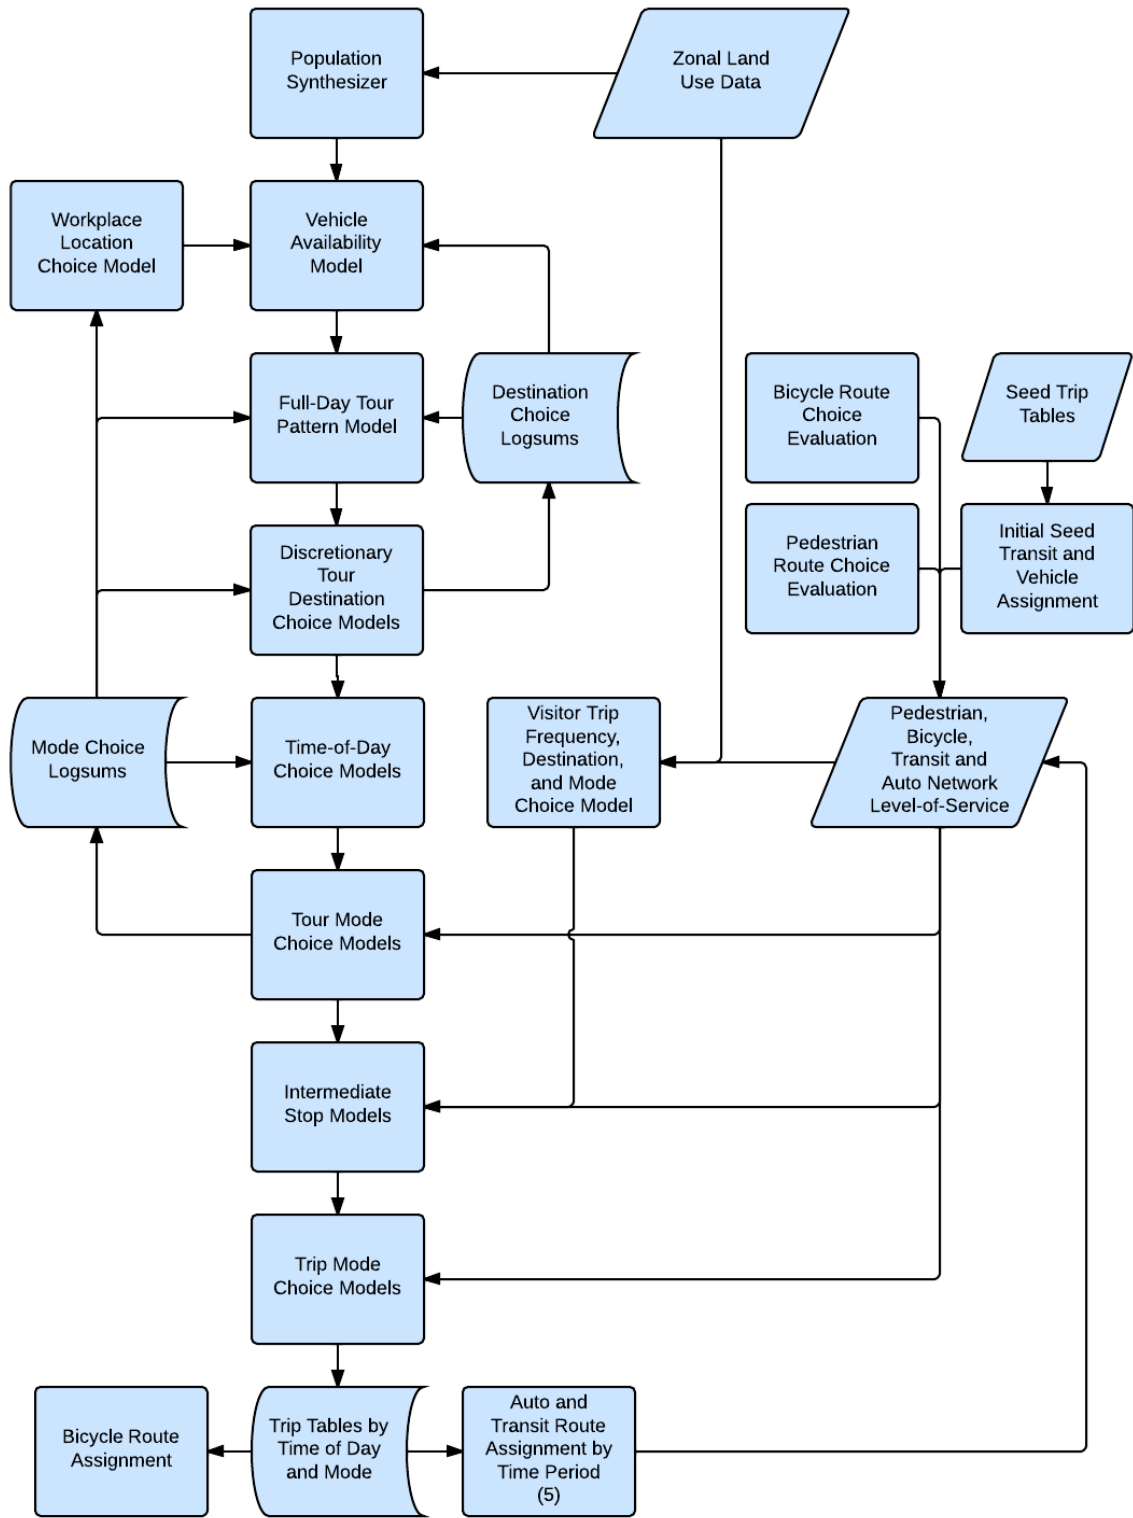 Population
Synthesizer
Zonal Land
Use Data
Workplace
Location
Choice Model
Vehicle
Availability
Model
Full-Day Tour
Pattern Model
Destination
Choice
Logsums
Bicycle Route
Choice
Evaluation
Seed Trip
Tables
Discretionary
Tour
Destination
Choice Models
Pedestrian
Route Choice
Evaluation
Initial Seed
Transit and
Vehicle
Assignment
Mode Choice
Logsums
Time-of-Day
Choice Models
Visitor Trip
Frequency,
Destination,
and Mode
Choice Model
Pedestrian,
Bicycle,
Transit and
Auto Network
Level-of-Service
Tour Mode
Choice Models
Intermediate
Stop Models
Trip Mode
Choice Models
Bicycle Route
Assignment
Trip Tables by
Time of Day
and Mode
Auto and
Transit Route
Assignment by
Time Period
(5)